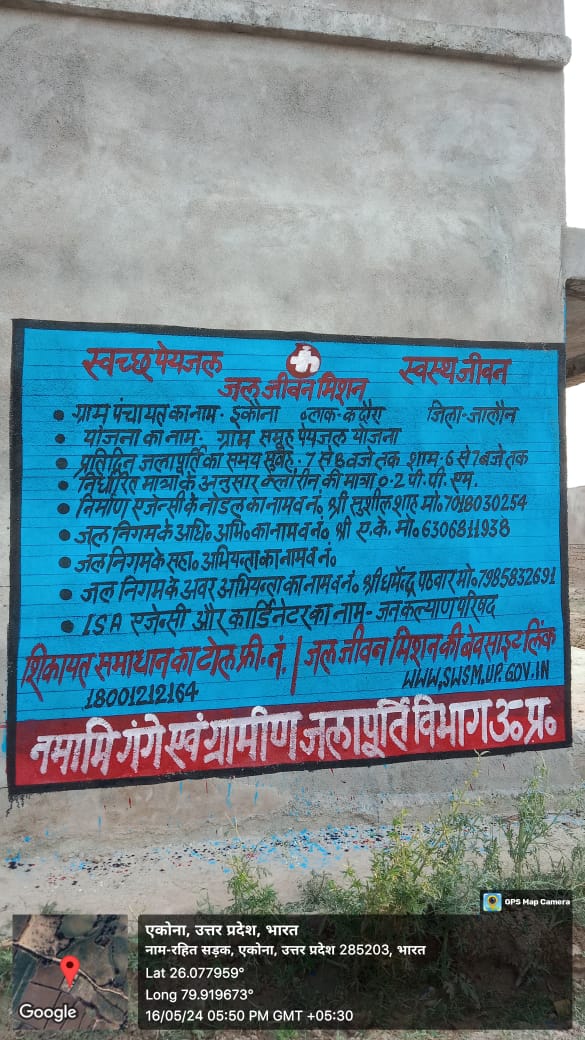 स्वच्छ पेयजल स्वस्थ जीवन
जल जीवन मिशन
• ग्राम पंचायत का नाम- इकोना ब्लाक- कदौरा जिला- जालौन
• योजना का नाम- ग्राम समूह पेयजल योजना
• प्रतिदिन जलापूर्ति का समय सुबह- 7 से 8 बजे तक शाम- 6 से 7 बजे तक
• निर्धारित मात्रा के अनुसार क्लोरीन की मात्रा 0.2 पी. पी. एम.
• निर्माण एजेन्सी के नोडल का नाम व नं. श्री सुशील शाह मो. 7018030254
• जल निगम के अधि. अभि. का नाम व नं. श्री ए.के. मो. 6306811938
• जल निगम के सहा. अभियन्ता का नाम व नं.
• जल निगम के अवर अभियन्ता का नाम व नं. श्री धर्मेन्द्र पठवार मो. 7985832691
• ISA एजेन्सी और कार्डिनेटर का नाम- जन कल्याण परिषद
शिकायत समाधान का टोल फ्री. नं. / जल जीवन मिशन की बेवसाइट लिंक
18001212164 WWW.SWSM.UP.GOV.IN
नमामि गंगे एवं ग्रामीण जलापूर्ति विभाग उ० प्र०
GPS Map Camera
एकोना, उत्तर प्रदेश, भारत
नाम-रहित सड़क, एकोना, उत्तर प्रदेश 285203, भारत
Lat 26.077959°
Long 79.919673°
16/05/24 05:50 PM GMT +05:30
Google